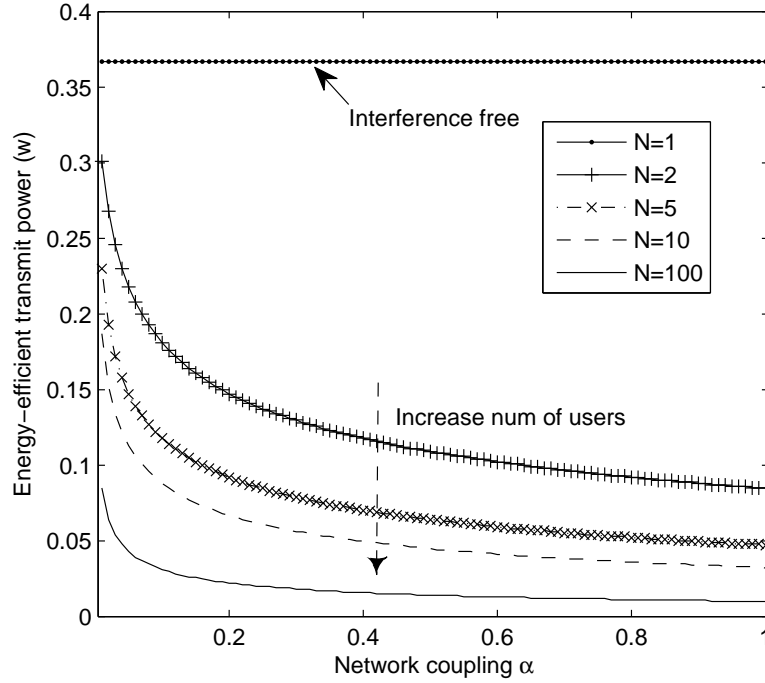 0.4
0.35
0.3
0.25
0.2
0.15
0.1
0.05
0
Energy−efficient transmit power (w)
Interference free
N=1
N=2
N=5
N=10
N=100
Increase num of users
0.2
0.4
0.6
0.8
1
Network coupling α